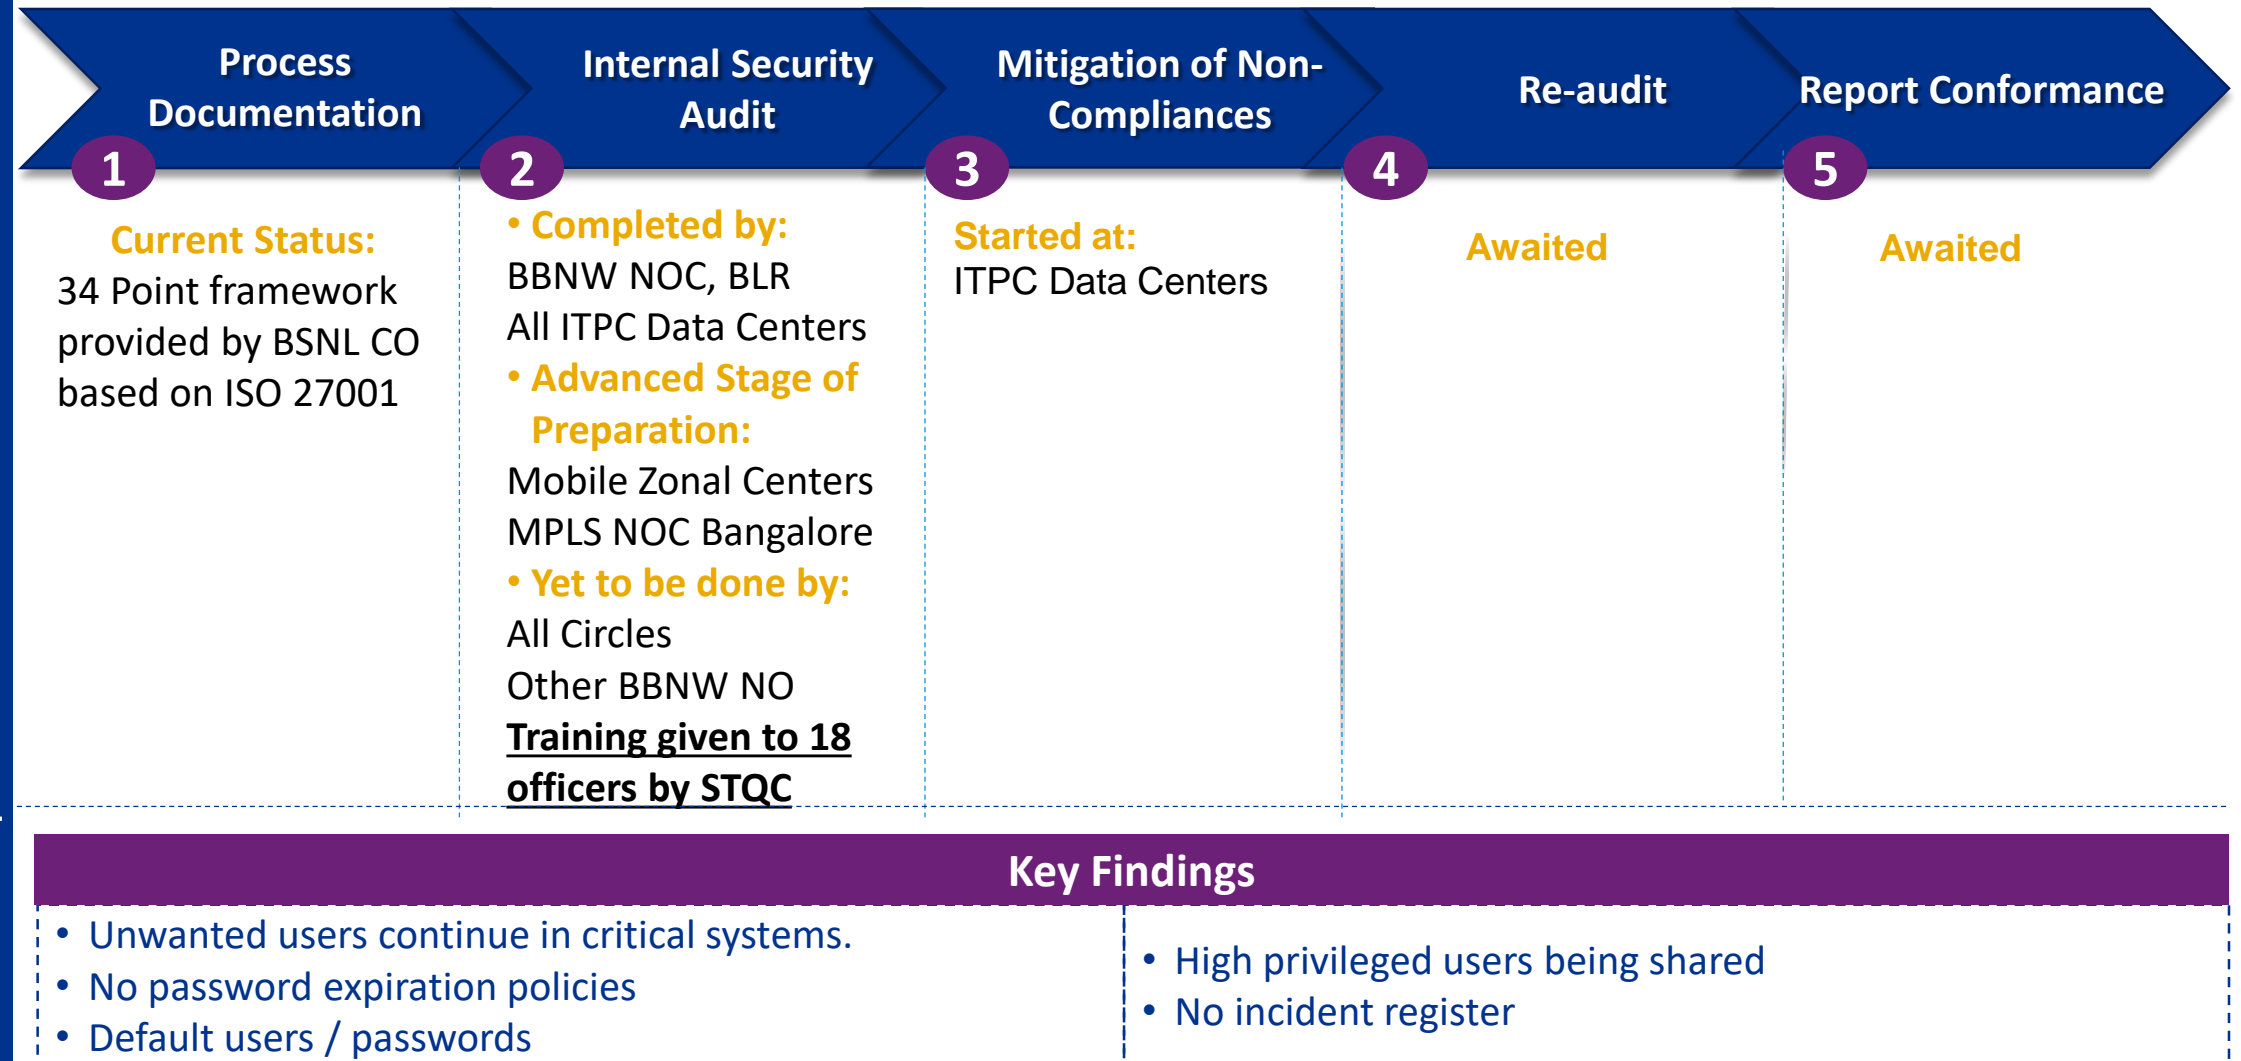 Process
Documentation
1
Current Status:
34 Point framework
provided by BSNL CO
based on ISO 27001
Internal Security
Audit
2
• Completed by:
BBNW NOC, BLR
All ITPC Data Centers
• Advanced Stage of
Preparation:
Mobile Zonal Centers
MPLS NOC Bangalore
• Yet to be done by:
All Circles
Other BBNW NO
Training given to 18
officers by STQC
Mitigation of Non-
Compliances
3
Started at:
ITPC Data Centers
Re-audit
4
Awaited
Report Conformance
5
Awaited
Key Findings
• Unwanted users continue in critical systems.
• No password expiration policies
• Default users / passwords
• High privileged users being shared
• No incident register